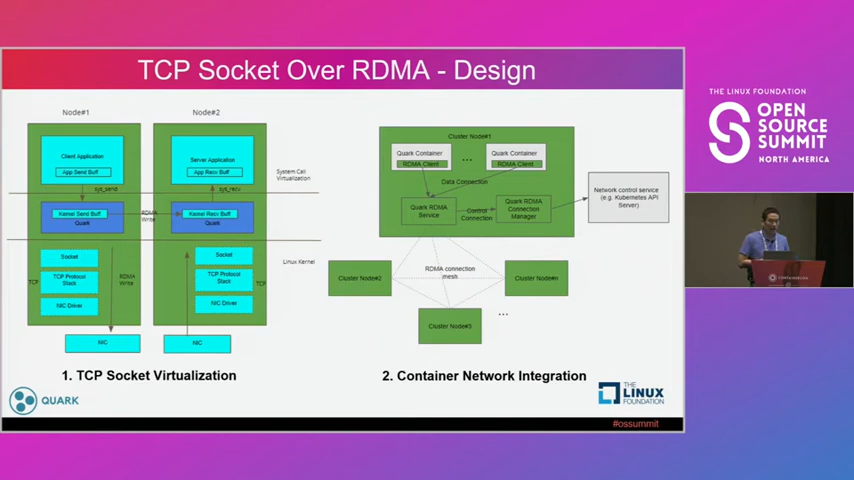 TCP Socket Over RDMA - Design
Node#1
Node#2
Client Application
App Send Buff
Server Application
App Recv Buff
System Call
Virtualization
sys_send
sys_recv
Kernel Send Buff
Quark
RDMA
Write
Kernel Recv Buff
Quark
Linux Kernel
Socket
TCP Protocol
Stack
NIC Driver
TCP
RDMA
Write
Socket
TCP Protocol
Stack
NIC Driver
TCP
NIC
NIC
1. TCP Socket Virtualization
Cluster Node#1
Quark Container
RDMA Client
...
Quark Container
RDMA Client
Data Connection
Quark RDMA
Service
Control
Connection
Quark RDMA
Connection
Manager
Network control service
(e.g. Kubernetes API
Server)
Cluster Node#2
RDMA connection
mesh
Cluster Node#n
Cluster Node#3
...
2. Container Network Integration
QUARK
THE
LINUX
FOUNDATION
#ossummit
THE LINUX FOUNDATION
OPEN
SOURCE
SUMMIT
NORTH AMERICA